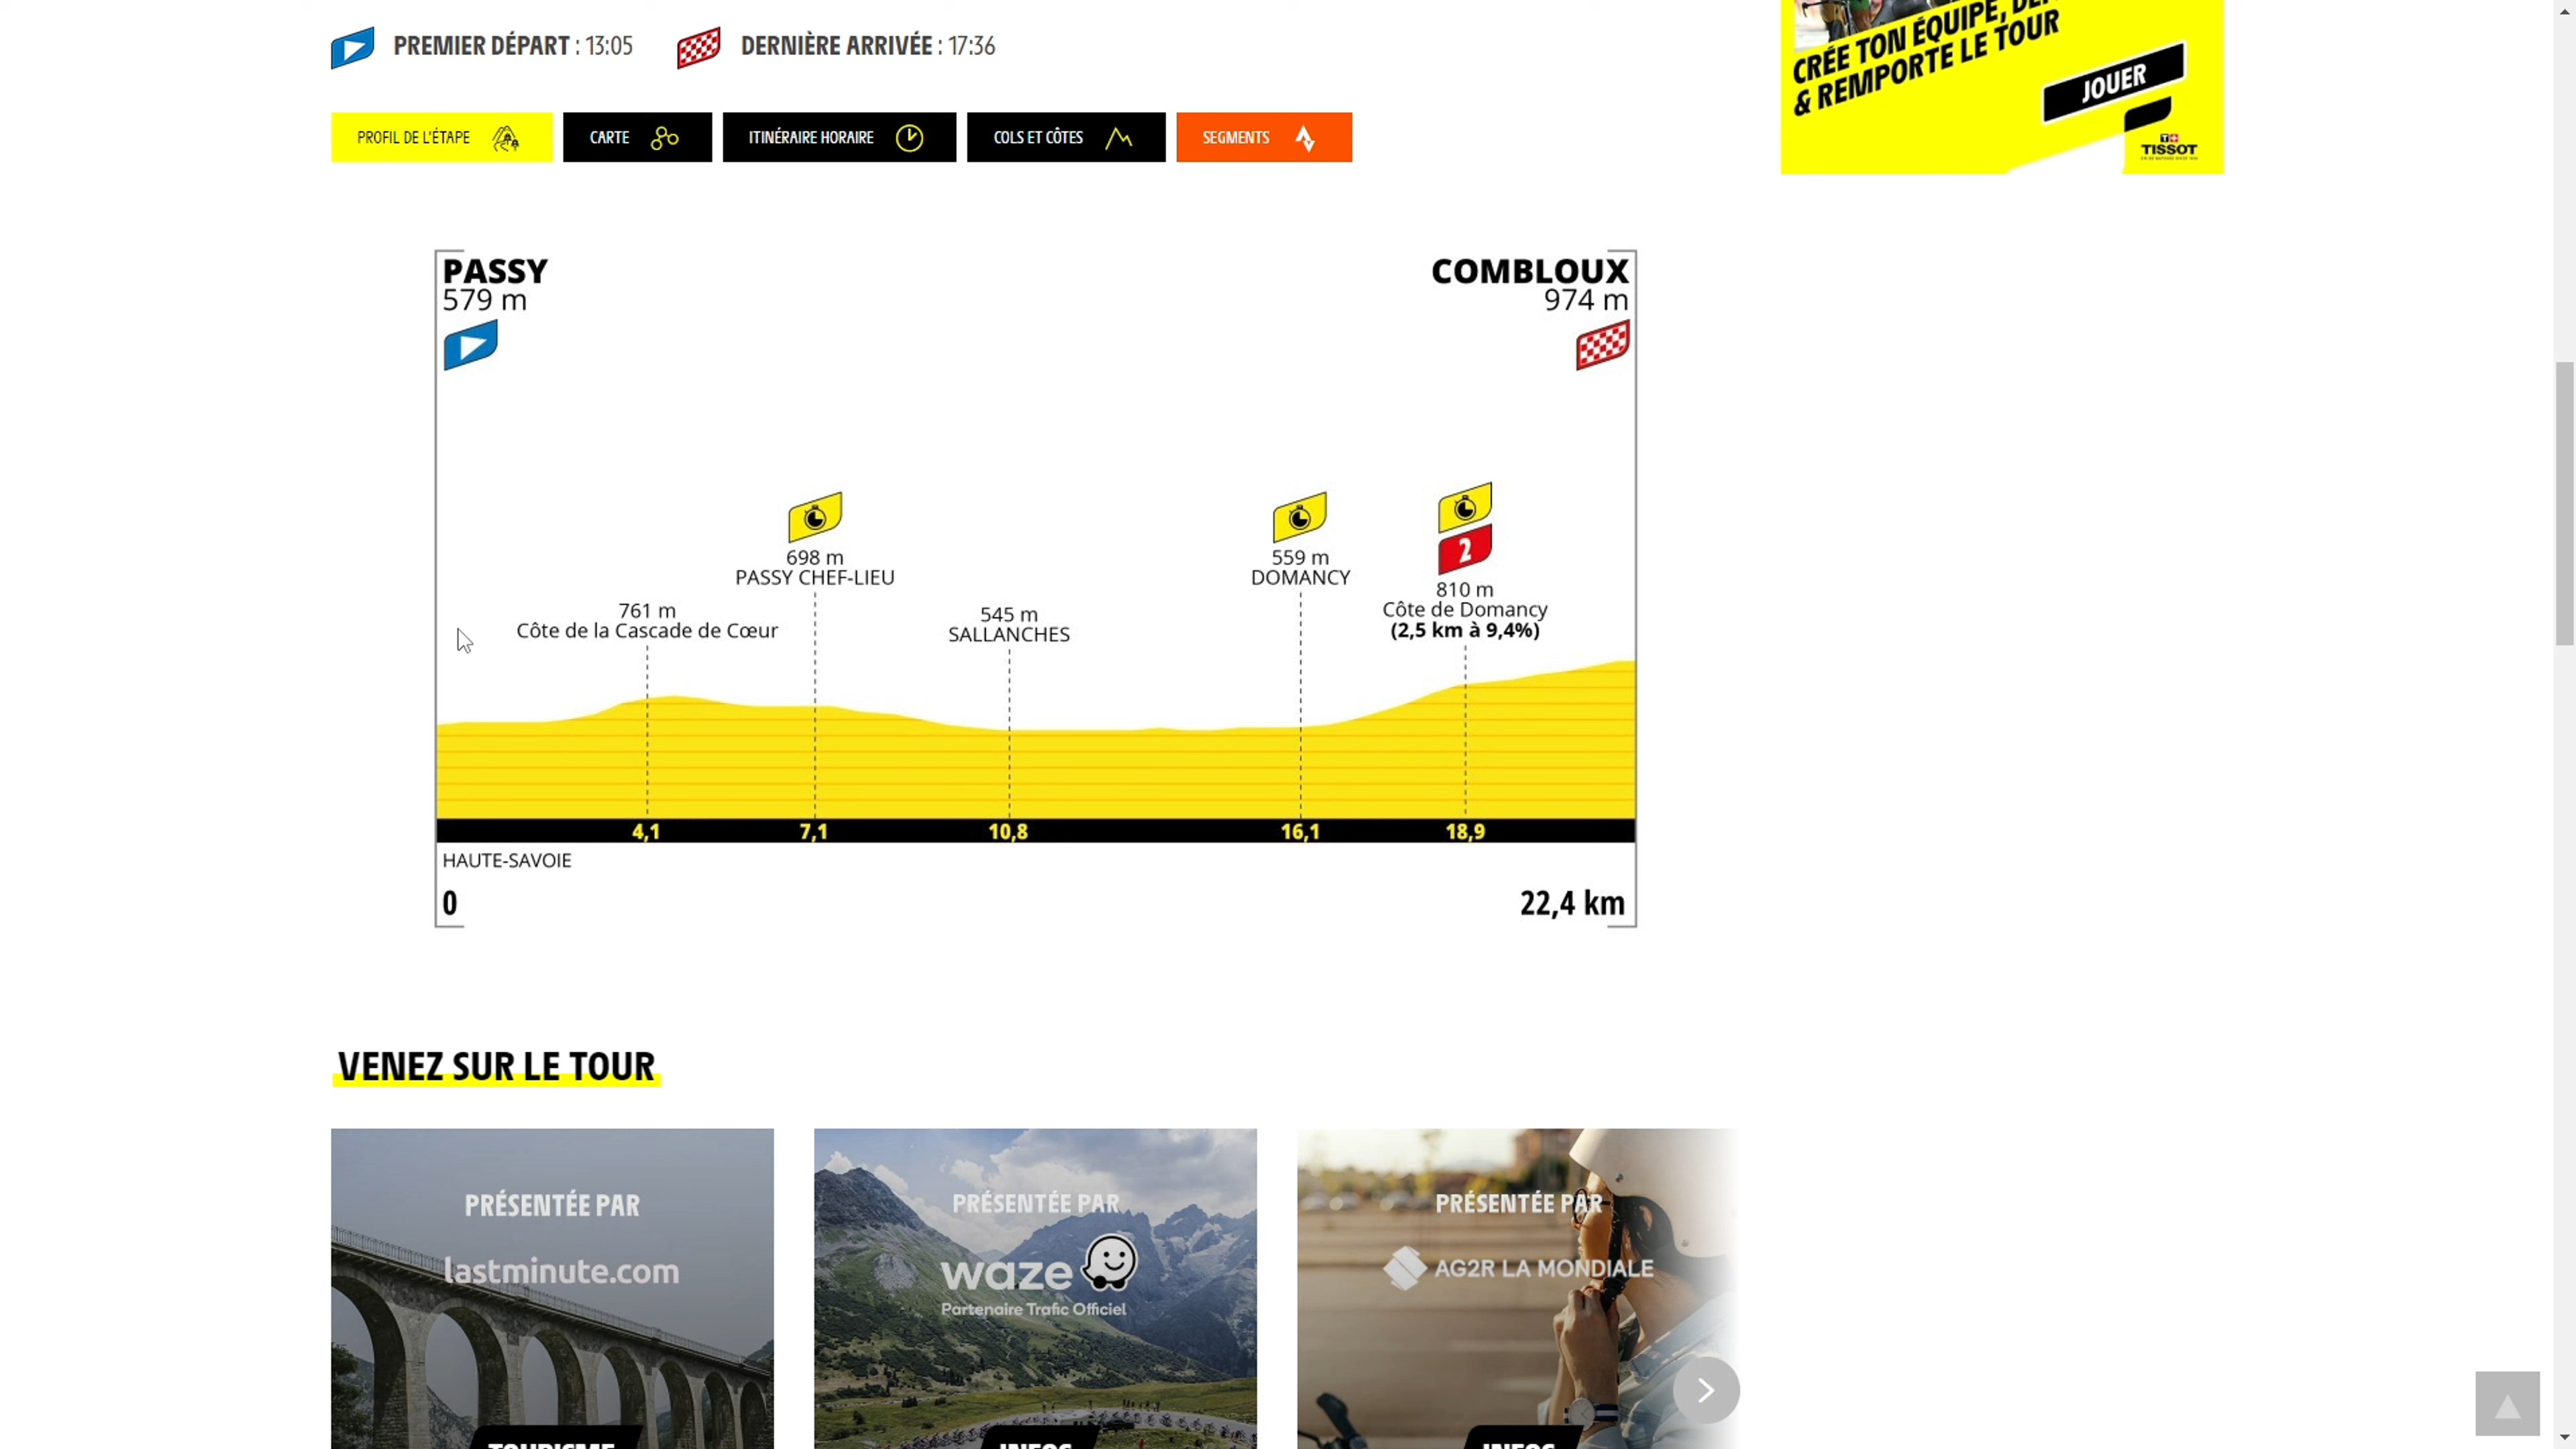 PREMIER DÉPART : 13:05
DERNIÈRE ARRIVÉE : 17:36
CRÉE TON ÉQUIPE,
& REMPORTE LE TOUR
JOUER
TISSOT
PROFIL DE L'ÉTAPE
CARTE
ITINÉRAIRE HORAIRE
COLS ET CÔTES
SEGMENTS
PASSY
579 m
COMBLOUX
974 m
698 m
PASSY CHEF-LIEU
559 m
DOMANCY
2
810 m
Côte de Domancy
(2,5 km à 9,4%)
761 m
Côte de la Cascade de Cœur
545 m
SALLANCHES
4,1
7,1
10,8
16,1
18,9
HAUTE-SAVOIE
0
22,4 km
VENEZ SUR LE TOUR
PRÉSENTÉE PAR
lastminute.com
TOURISME
PRÉSENTÉE PAR
waze
Partenaire Trafic Officiel
INFOS
PRÉSENTÉE PAR
AG2R LA MONDIALE
INFOS